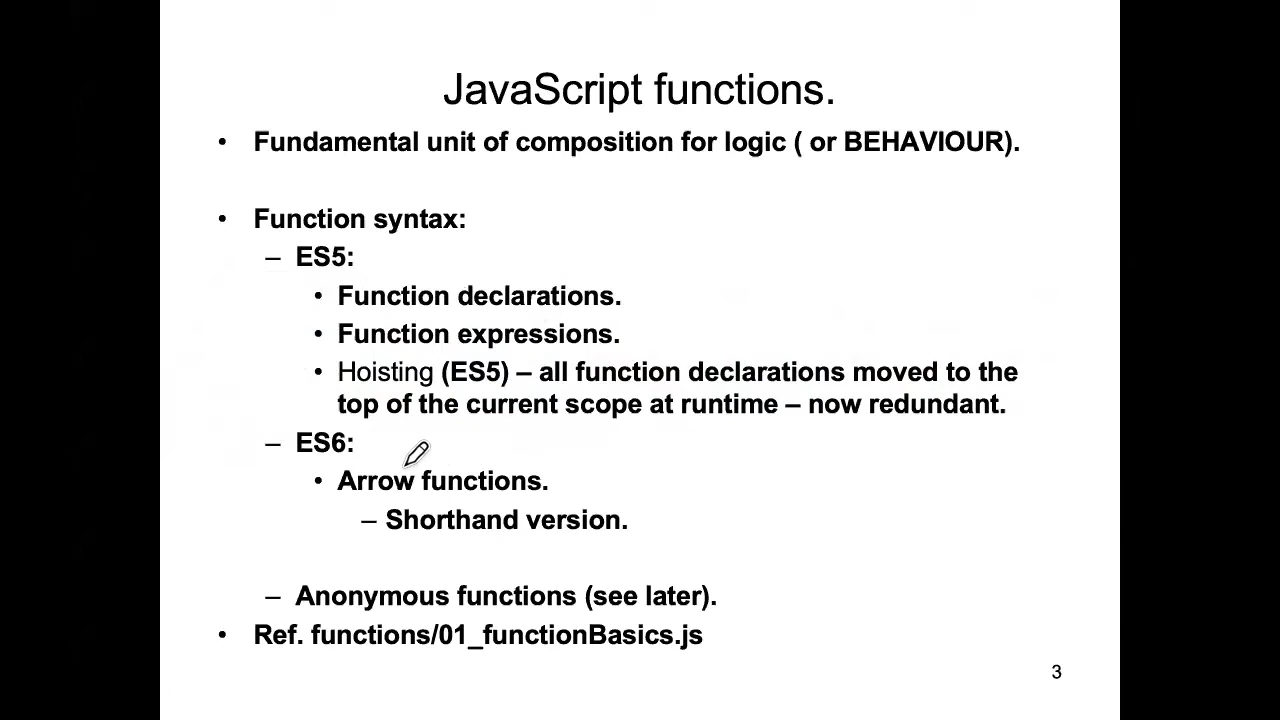 JavaScript functions.
• Fundamental unit of composition for logic ( or BEHAVIOUR).
• Function syntax:
– ES5:
• Function declarations.
• Function expressions.
• Hoisting (ES5) – all function declarations moved to the
top of the current scope at runtime – now redundant.
– ES6:
• Arrow functions.
– Shorthand version.
– Anonymous functions (see later).
• Ref. functions/01_functionBasics.js
3